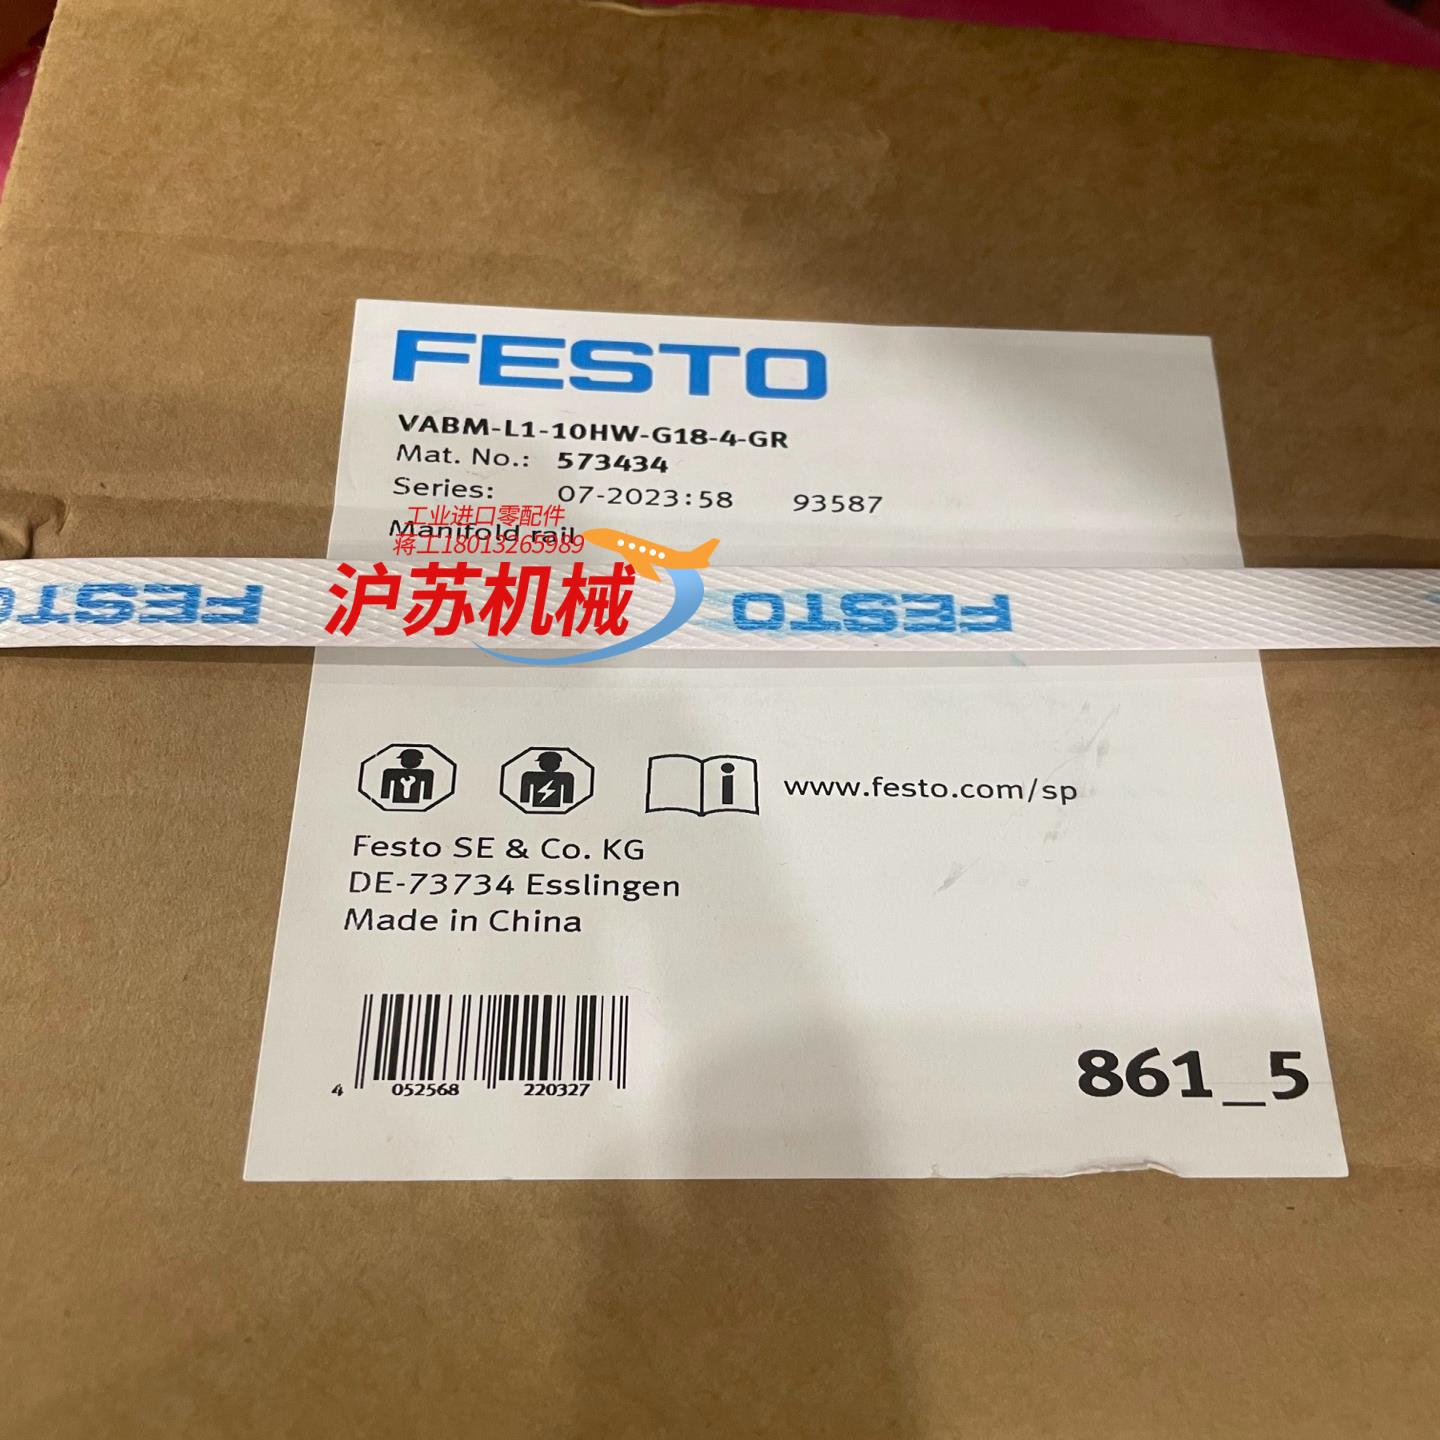 FESTO
VABM-L1-10HW-G18-4-GR
Mat. No.: 573434
Series: 07-2023:58 93587
工业进口零配件
Manifold rail
蒋工18013265989
沪苏机械
FESTO
FESTO
www.festo.com/sp
Festo SE & Co. KG
DE-73734 Esslingen
Made in China
4 052568 220327
861_5